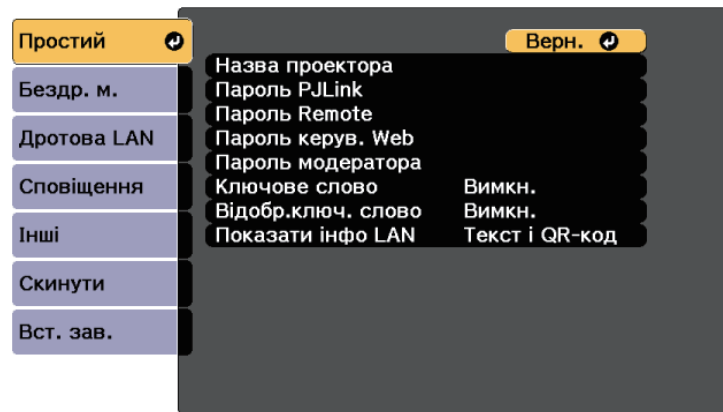 Простий
Бездр. м.
Дротова LAN
Сповіщення
Інші
Скинути
Вст. зав.
Верн.
Назва проектора
Пароль PJLink
Пароль Remote
Пароль керув. Web
Пароль модератора
Ключове слово Вимкн.
Відобр.ключ. слово Вимкн.
Показати інфо LAN Текст і QR-код